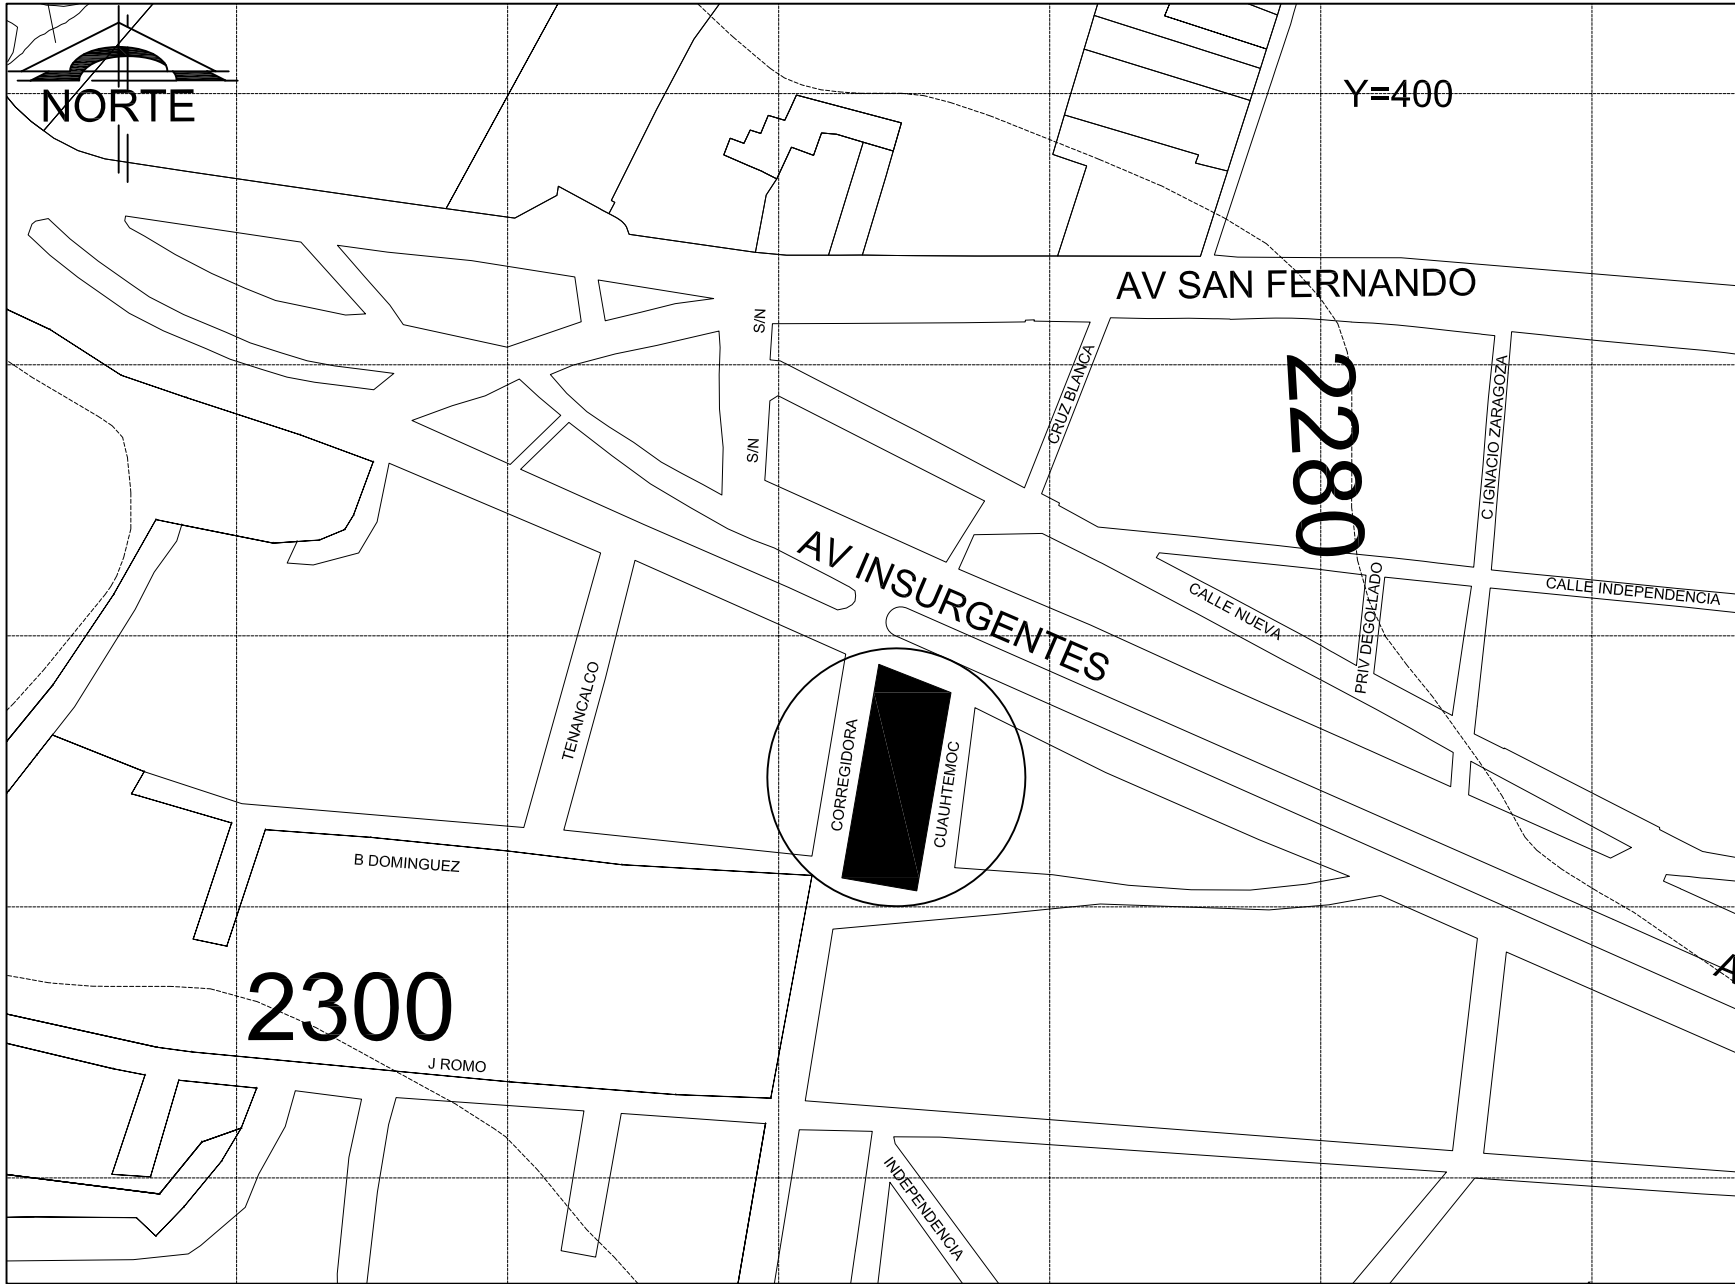 NORTE
Y=400
AV SAN FERNANDO
S/N
CRUZ BLANCA
2280
C IGNACIO ZARAGOZA
S/N
AV INSURGENTES
CALLE NUEVA
PRIV DEGOLLADO
CALLE INDEPENDENCIA
TENANCALCO
CORREGIDORA
CUAUHTEMOC
B DOMINGUEZ
A
2300
J ROMO
INDEPENDENCIA